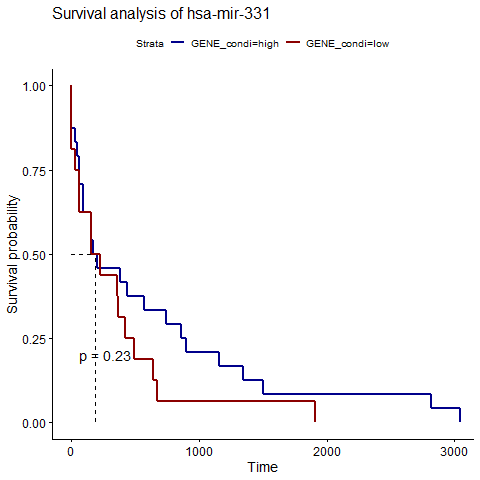 Survival analysis of hsa-mir-331
Strata GENE_condi=high GENE_condi=low
Survival probability
1.00
0.75
0.50
0.25
0.00
p = 0.23
0 1000 2000 3000
Time